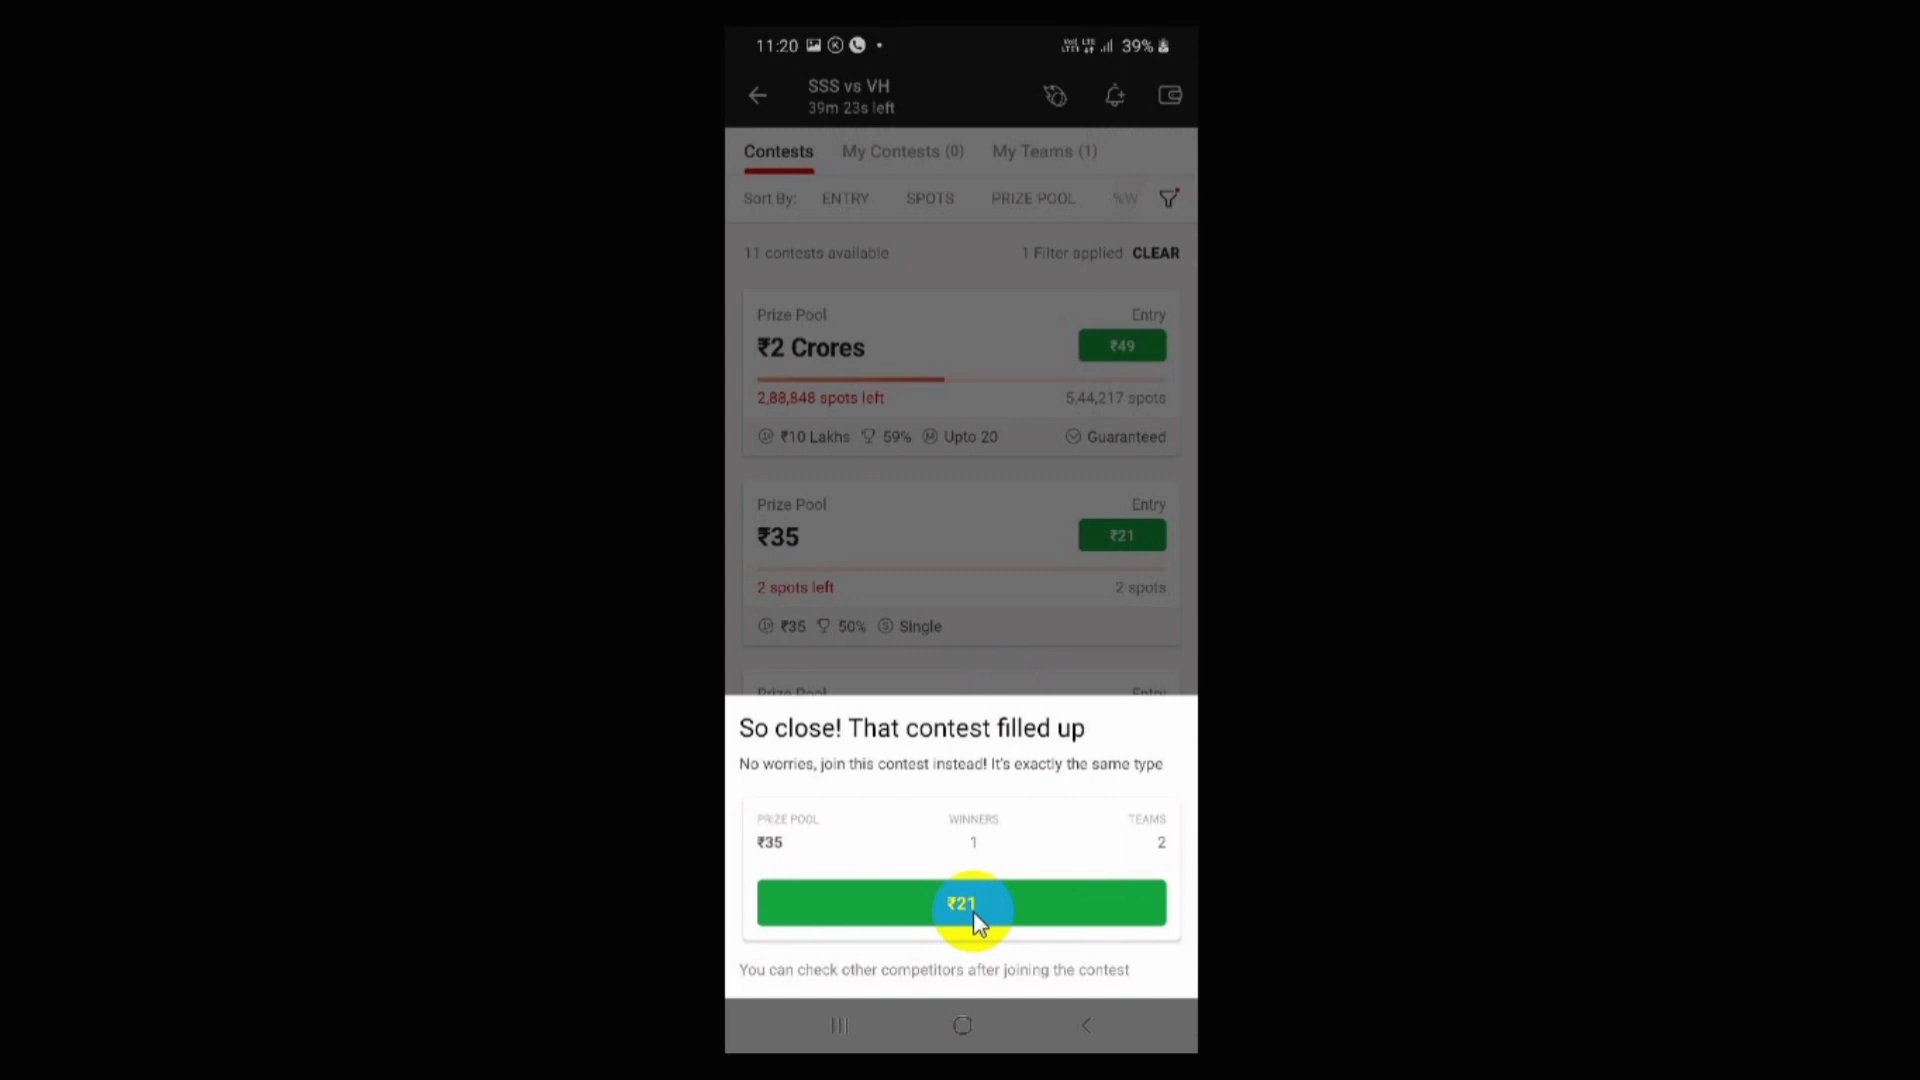 11:20
39%
SSS vs VH
39m 23s left
Contests My Contests (0) My Teams (1)
Sort By: ENTRY SPOTS PRIZE POOL %W
11 contests available 1 Filter applied CLEAR
Prize Pool Entry
₹2 Crores ₹49
2,88,848 spots left 5,44,217 spots
₹10 Lakhs 59% Upto 20 Guaranteed
Prize Pool Entry
₹35 ₹21
2 spots left 2 spots
₹35 50% Single
Prize Pool Entry
So close! That contest filled up
No worries, join this contest instead! It's exactly the same type
PRIZE POOL WINNERS TEAMS
₹35 1 2
₹21
You can check other competitors after joining the contest